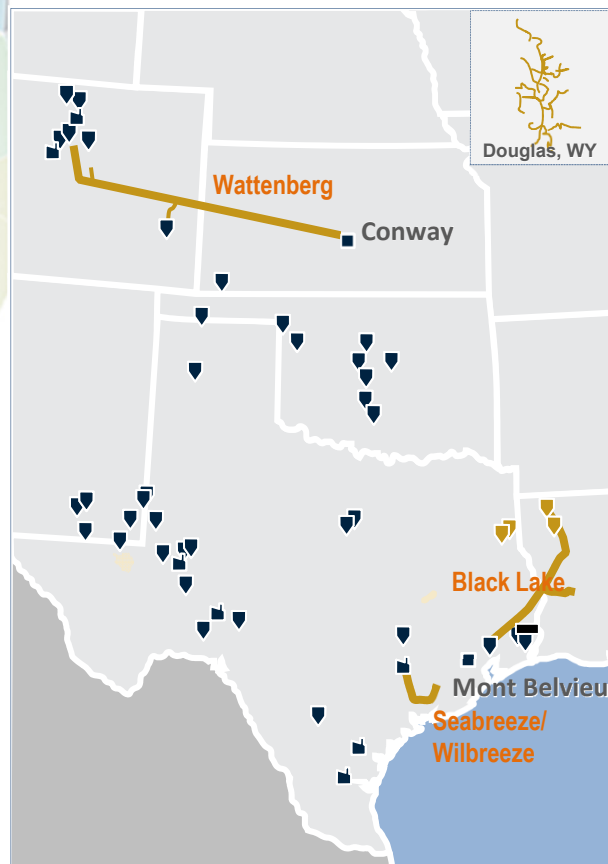 Douglas, WY
Wattenberg
Conway
Black Lake
Mont Belvieu
Seabreeze/
Wilbreeze